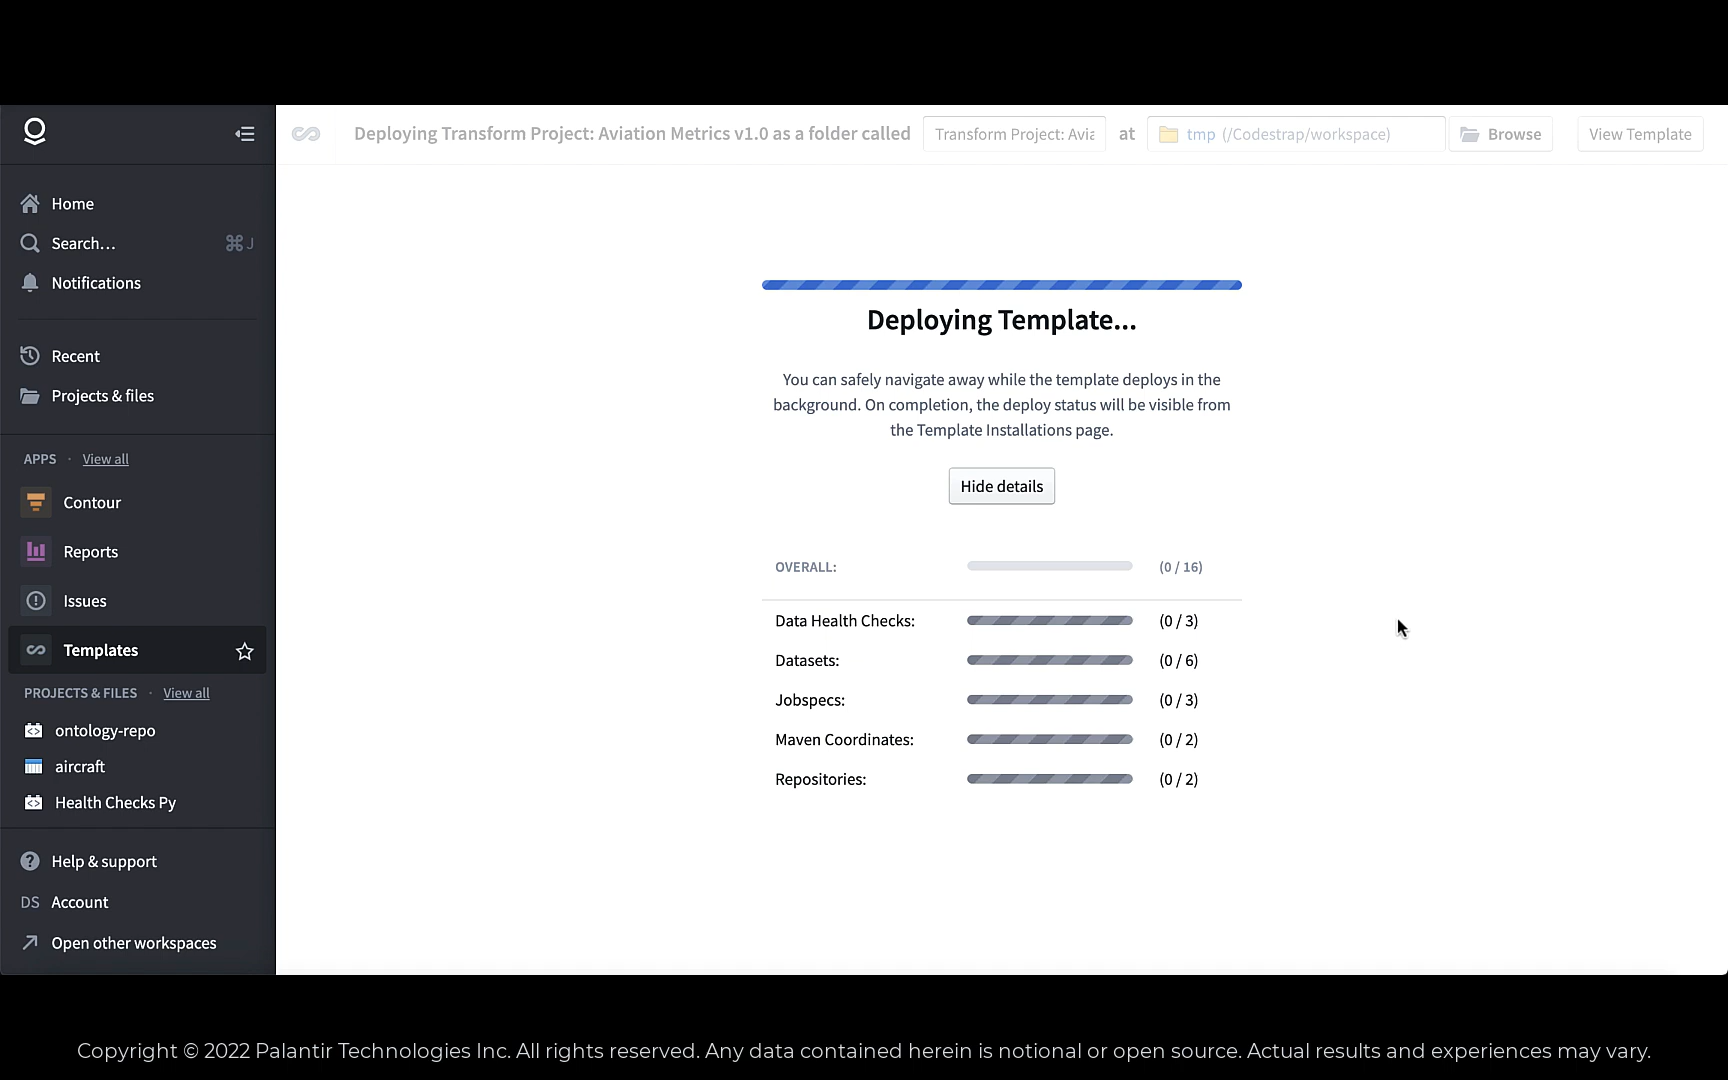 Deploying Transform Project: Aviation Metrics v1.0 as a folder called
Transform Project: Avia
at
tmp (/Codestrap/workspace)
Browse
View Template
Home
Search…
⌘ J
Notifications
Recent
Projects & files
APPS · View all
Contour
Reports
Issues
Templates
PROJECTS & FILES · View all
ontology-repo
aircraft
Health Checks Py
Help & support
DS Account
Open other workspaces
Deploying Template...
You can safely navigate away while the template deploys in the
background. On completion, the deploy status will be visible from
the Template Installations page.
Hide details
OVERALL: (0 / 16)
Data Health Checks: (0 / 3)
Datasets: (0 / 6)
Jobspecs: (0 / 3)
Maven Coordinates: (0 / 2)
Repositories: (0 / 2)
Copyright © 2022 Palantir Technologies Inc. All rights reserved. Any data contained herein is notional or open source. Actual results and experiences may vary.